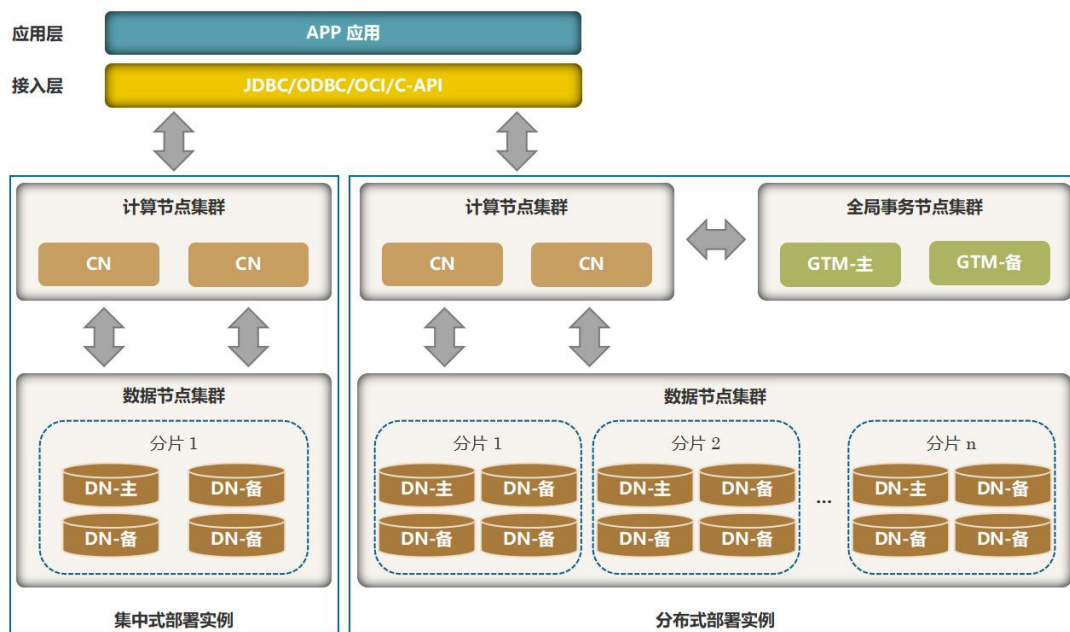 应用层
APP 应用
接入层
JDBC/ODBC/OCI/C-API
计算节点集群
CN CN
计算节点集群
CN CN
全局事务节点集群
GTM-主 GTM-备
数据节点集群
分片 1
DN-主 DN-备
DN-备 DN-备
数据节点集群
分片 1
DN-主 DN-备
DN-备 DN-备
分片 2
DN-主 DN-备
DN-备 DN-备
...
分片 n
DN-主 DN-备
DN-备 DN-备
集中式部署实例
分布式部署实例